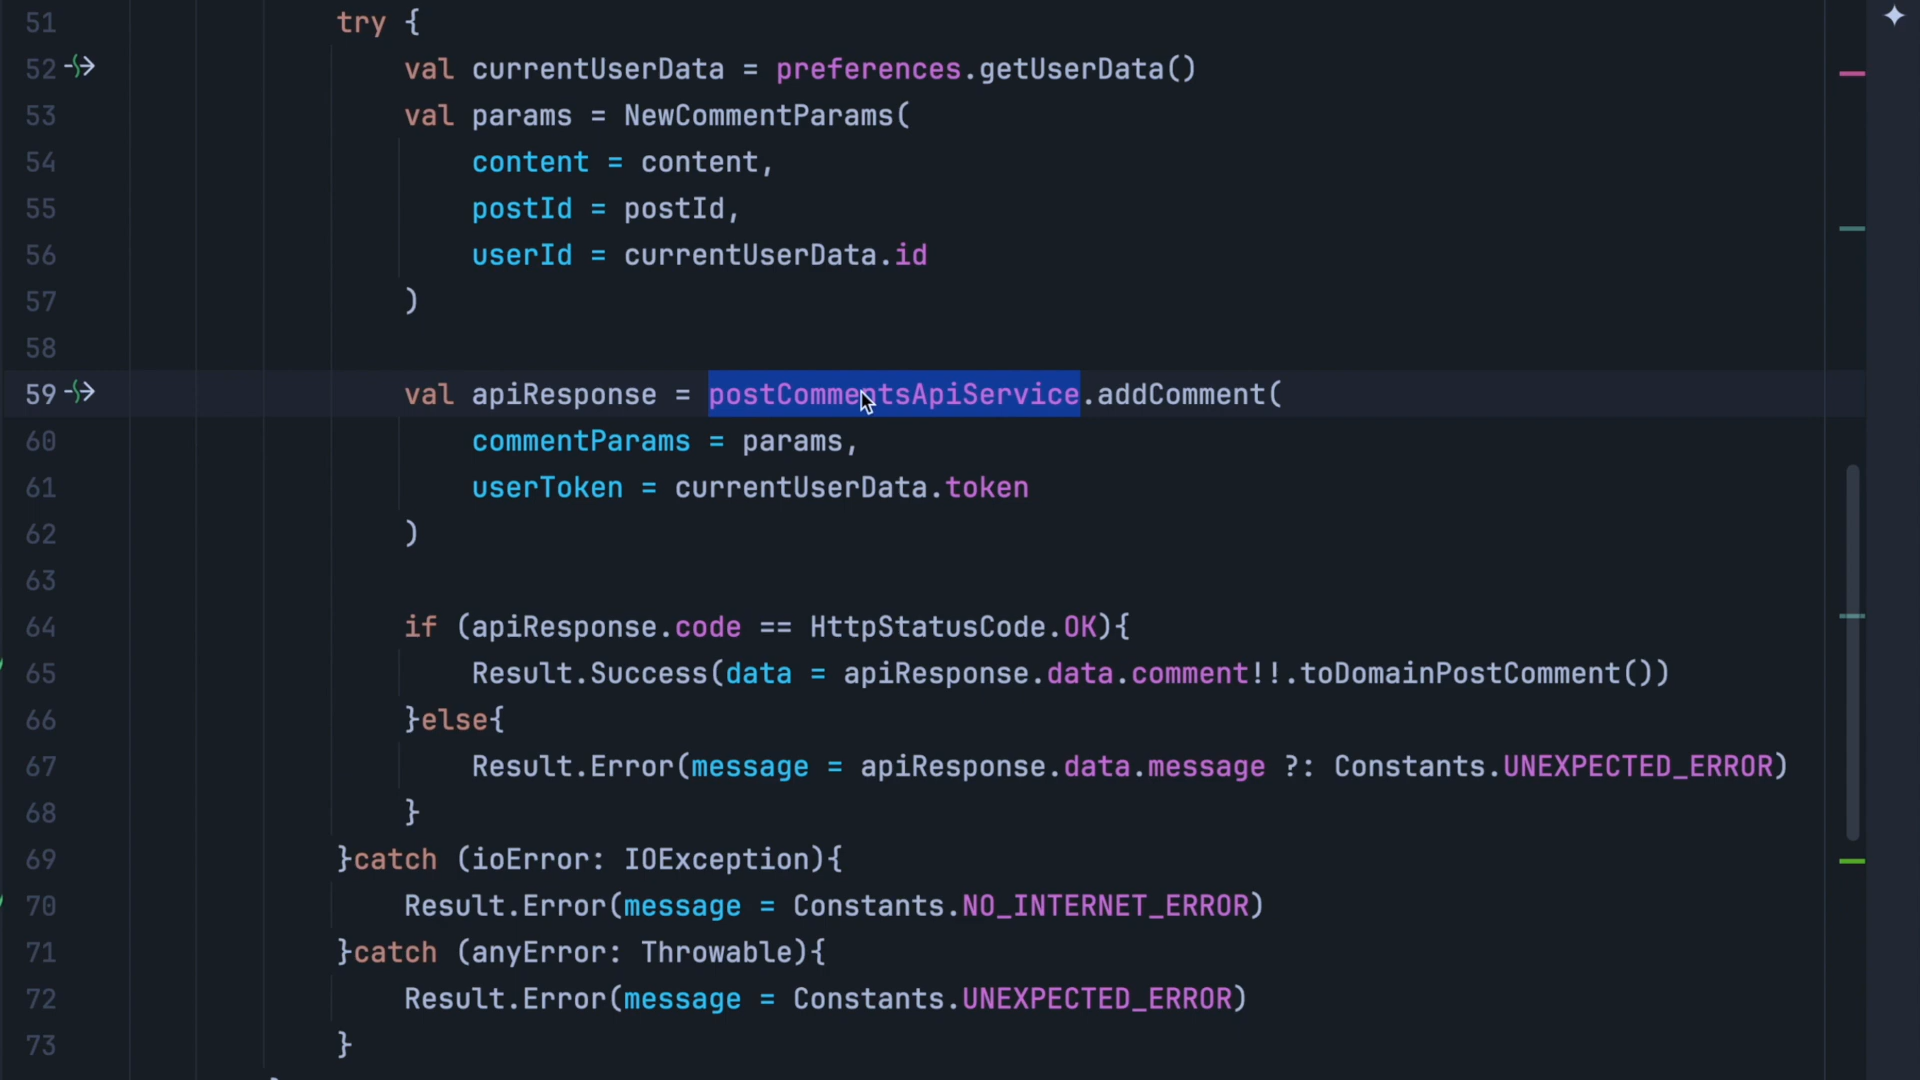 51 try {
52 val currentUserData = preferences.getUserData()
53 val params = NewCommentParams(
54 content = content,
55 postId = postId,
56 userId = currentUserData.id
57 )
58
59 val apiResponse = postCommentsApiService.addComment(
60 commentParams = params,
61 userToken = currentUserData.token
62 )
63
64 if (apiResponse.code == HttpStatusCode.OK){
65 Result.Success(data = apiResponse.data.comment!!.toDomainPostComment())
66 }else{
67 Result.Error(message = apiResponse.data.message ?: Constants.UNEXPECTED_ERROR)
68 }
69 }catch (ioError: IOException){
70 Result.Error(message = Constants.NO_INTERNET_ERROR)
71 }catch (anyError: Throwable){
72 Result.Error(message = Constants.UNEXPECTED_ERROR)
73 }